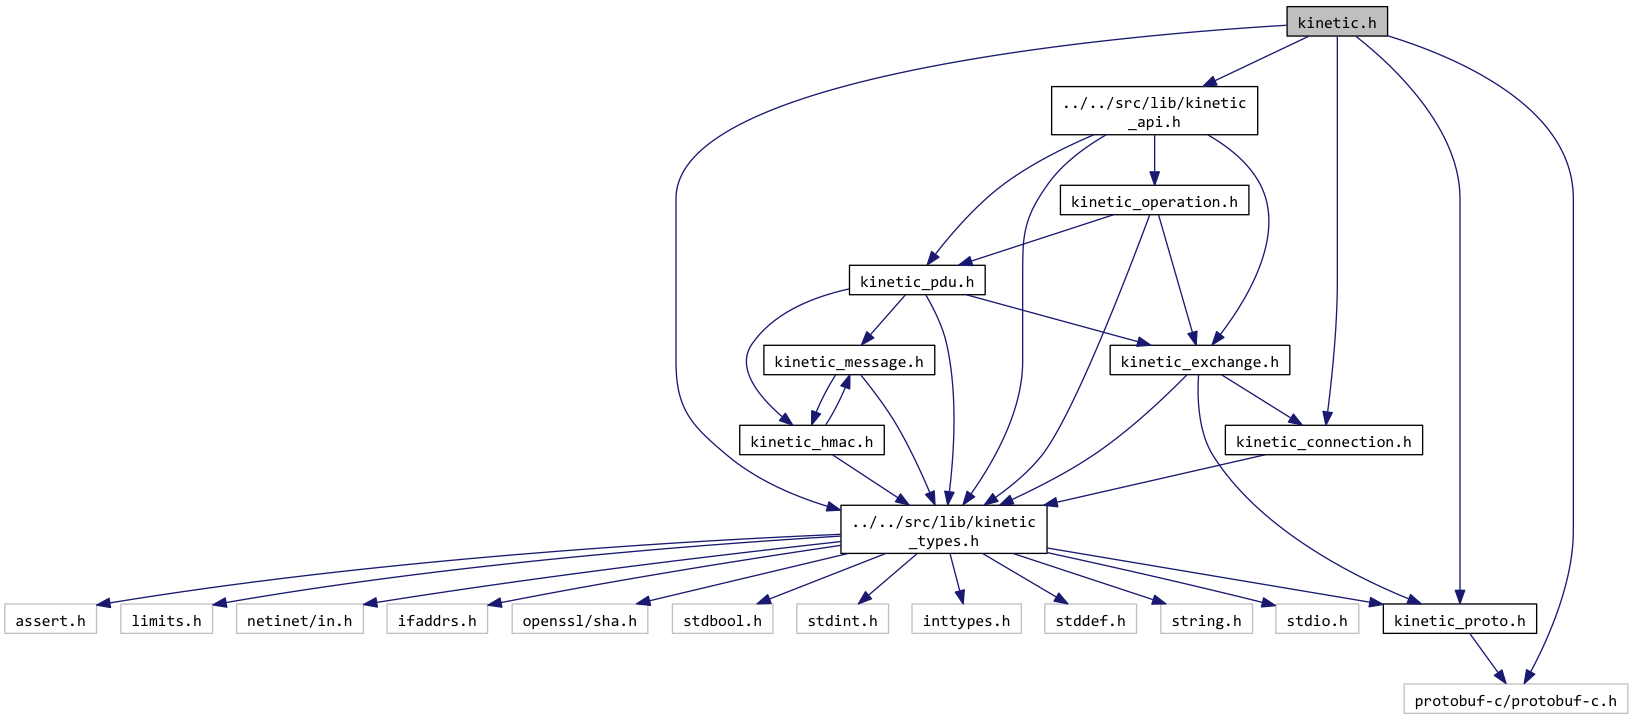 kinetic.h
../../src/lib/kinetic
_api.h
kinetic_operation.h
kinetic_pdu.h
kinetic_message.h
kinetic_exchange.h
kinetic_hmac.h
kinetic_connection.h
../../src/lib/kinetic
_types.h
assert.h
limits.h
netinet/in.h
ifaddrs.h
openssl/sha.h
stdbool.h
stdint.h
inttypes.h
stddef.h
string.h
stdio.h
kinetic_proto.h
protobuf-c/protobuf-c.h